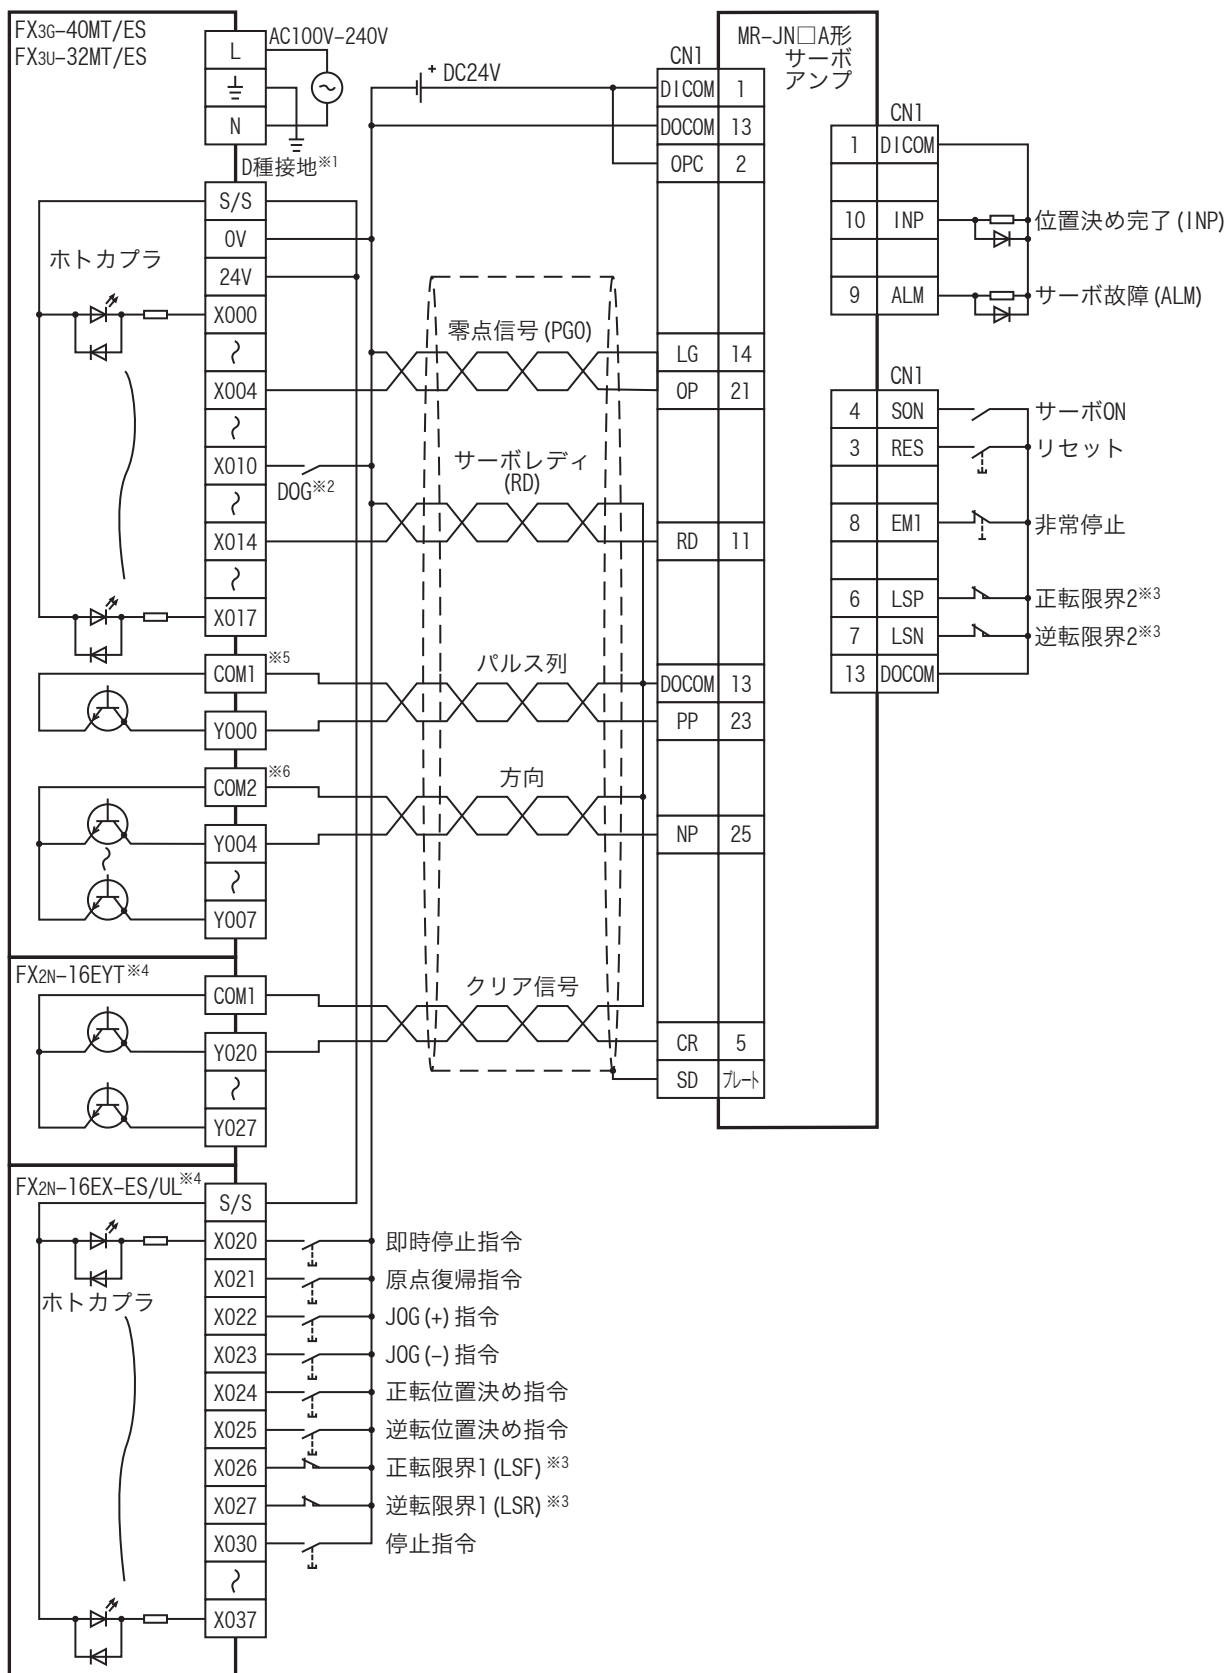 FX3G-40MT/ES
FX3U-32MT/ES
L
N
AC100V-240V
D種接地※1
S/S
0V
24V
X000
X004
X010
X014
X017
ホトカプラ
DOG※2
COM1 ※5
Y000
COM2 ※6
Y004
Y007
FX2N-16EYT※4
COM1
Y020
Y027
FX2N-16EX-ES/UL※4
S/S
X020 即時停止指令
X021 原点復帰指令
X022 JOG(+)指令
X023 JOG(-)指令
X024 正転位置決め指令
X025 逆転位置決め指令
X026 正転限界1(LSF)※3
X027 逆転限界1(LSR)※3
X030 停止指令
X037
ホトカプラ
+ DC24V
零点信号(PG0)
サーボレディ
(RD)
パルス列
方向
クリア信号
MR-JN□A形
サーボ
アンプ
CN1
DICOM 1
DOCOM 13
OPC 2
LG 14
OP 21
RD 11
DOCOM 13
PP 23
NP 25
CR 5
SD プレート
CN1
1 DICOM
10 INP 位置決め完了(INP)
9 ALM サーボ故障(ALM)
CN1
4 SON サーボON
3 RES リセット
8 EM1 非常停止
6 LSP 正転限界2※3
7 LSN 逆転限界2※3
13 DOCOM